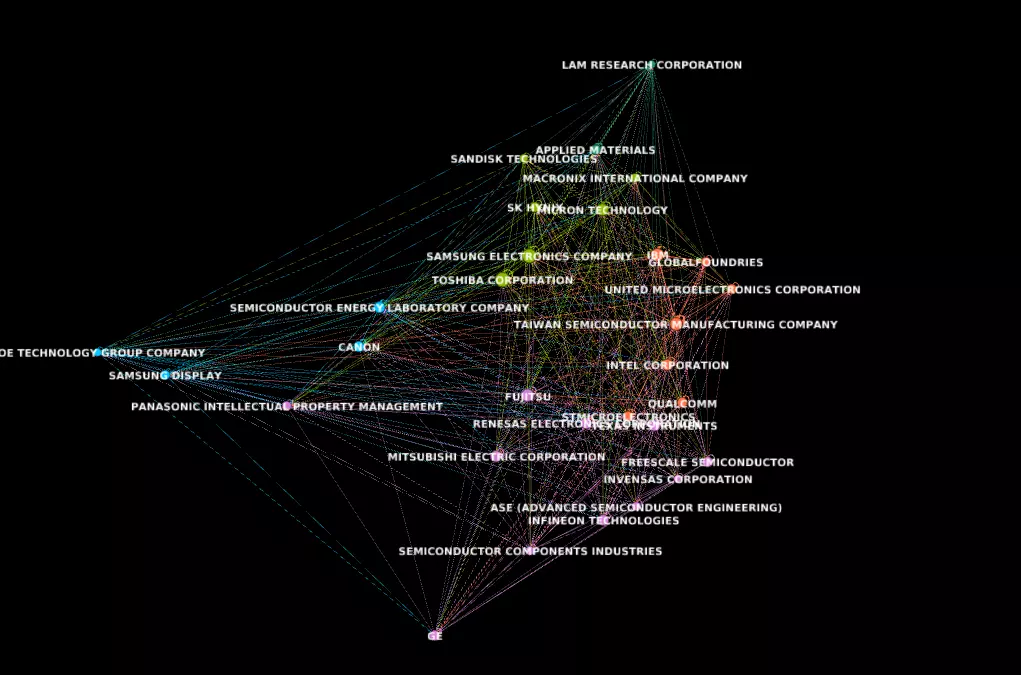 LAM RESEARCH CORPORATION
APPLIED MATERIALS
SANDISK TECHNOLOGIES
MACRONIX INTERNATIONAL COMPANY
SK HYNIX
MICRON TECHNOLOGY
SAMSUNG ELECTRONICS COMPANY
IBM
GLOBALFOUNDRIES
TOSHIBA CORPORATION
UNITED MICROELECTRONICS CORPORATION
SEMICONDUCTOR ENERGY LABORATORY COMPANY
TAIWAN SEMICONDUCTOR MANUFACTURING COMPANY
CANON
OE TECHNOLOGY GROUP COMPANY
INTEL CORPORATION
SAMSUNG DISPLAY
FUJITSU
QUALCOMM
PANASONIC INTELLECTUAL PROPERTY MANAGEMENT
STMICROELECTRONICS
RENESAS ELECTRONICS CORPORATION
TEXAS INSTRUMENTS
MITSUBISHI ELECTRIC CORPORATION
FREESCALE SEMICONDUCTOR
INVENSAS CORPORATION
ASE (ADVANCED SEMICONDUCTOR ENGINEERING)
INFINEON TECHNOLOGIES
SEMICONDUCTOR COMPONENTS INDUSTRIES
GE